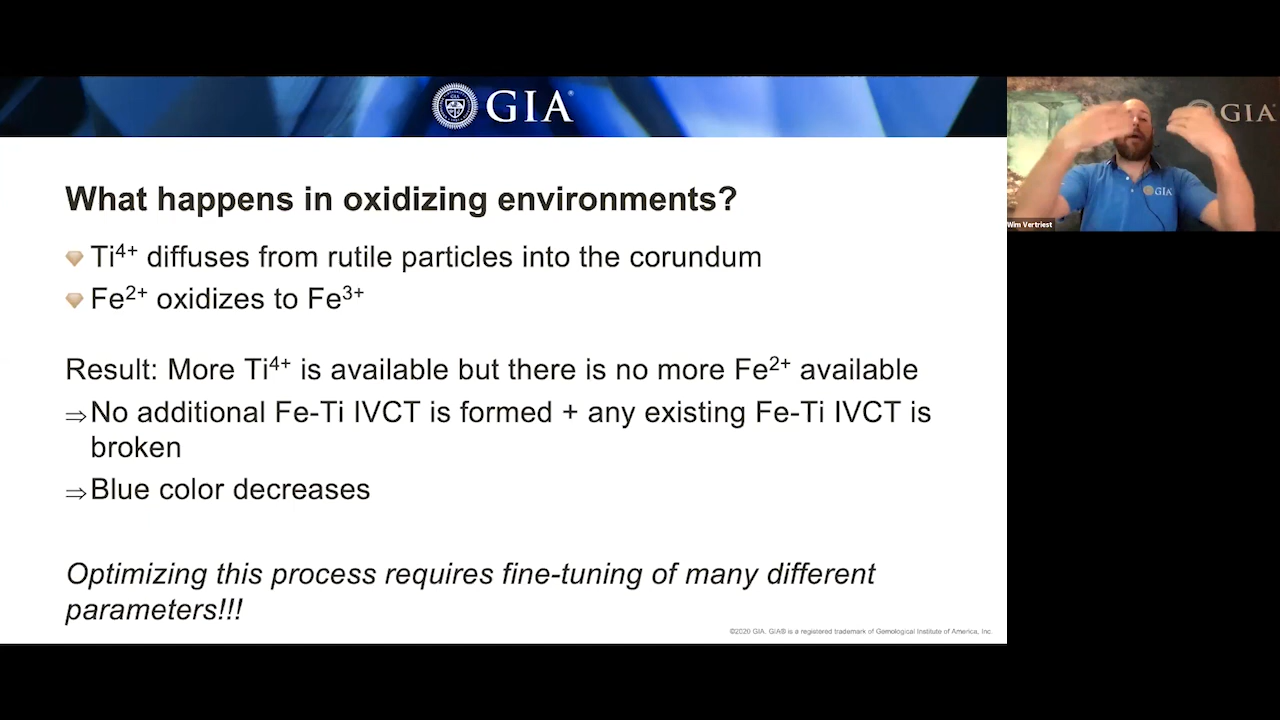 GIA®
What happens in oxidizing environments?
Ti⁴⁺ diffuses from rutile particles into the corundum
Fe²⁺ oxidizes to Fe³⁺
Result: More Ti⁴⁺ is available but there is no more Fe²⁺ available
⇒ No additional Fe-Ti IVCT is formed + any existing Fe-Ti IVCT is
broken
⇒ Blue color decreases
Optimizing this process requires fine-tuning of many different
parameters!!!
©2020 GIA. GIA® is a registered trademark of Gemological Institute of America, Inc.
GIA
GIA
Wim Vertriest